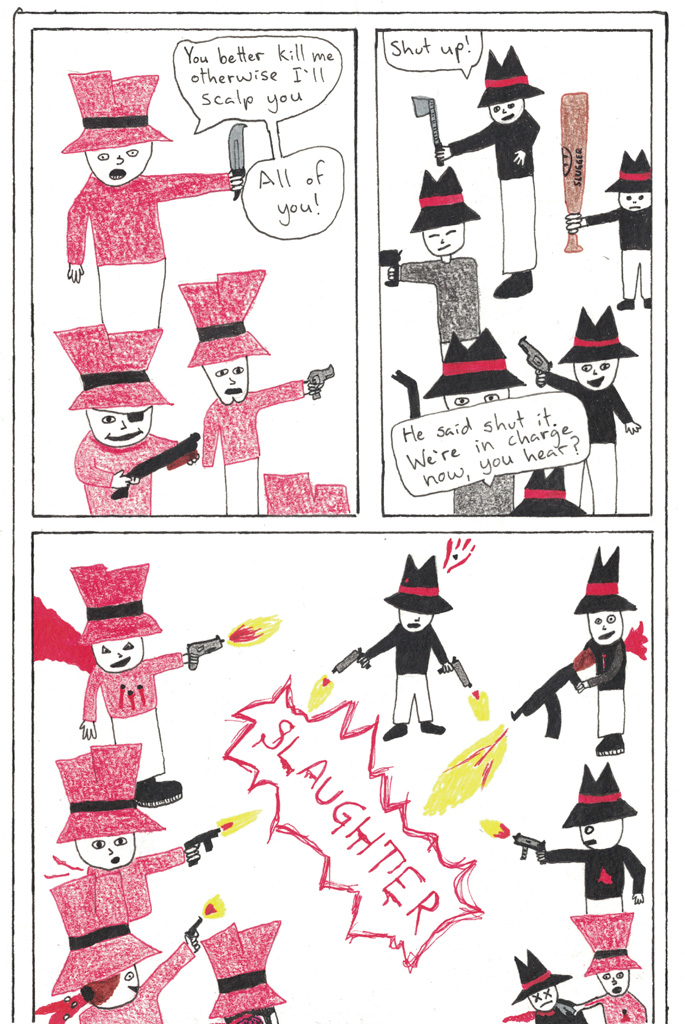 You better kill me
otherwise I'll
scalp you
All of
you!
Shut up!
SLUGGER
He said shut it.
We're in charge
now, you hear?
SLAUGHTER